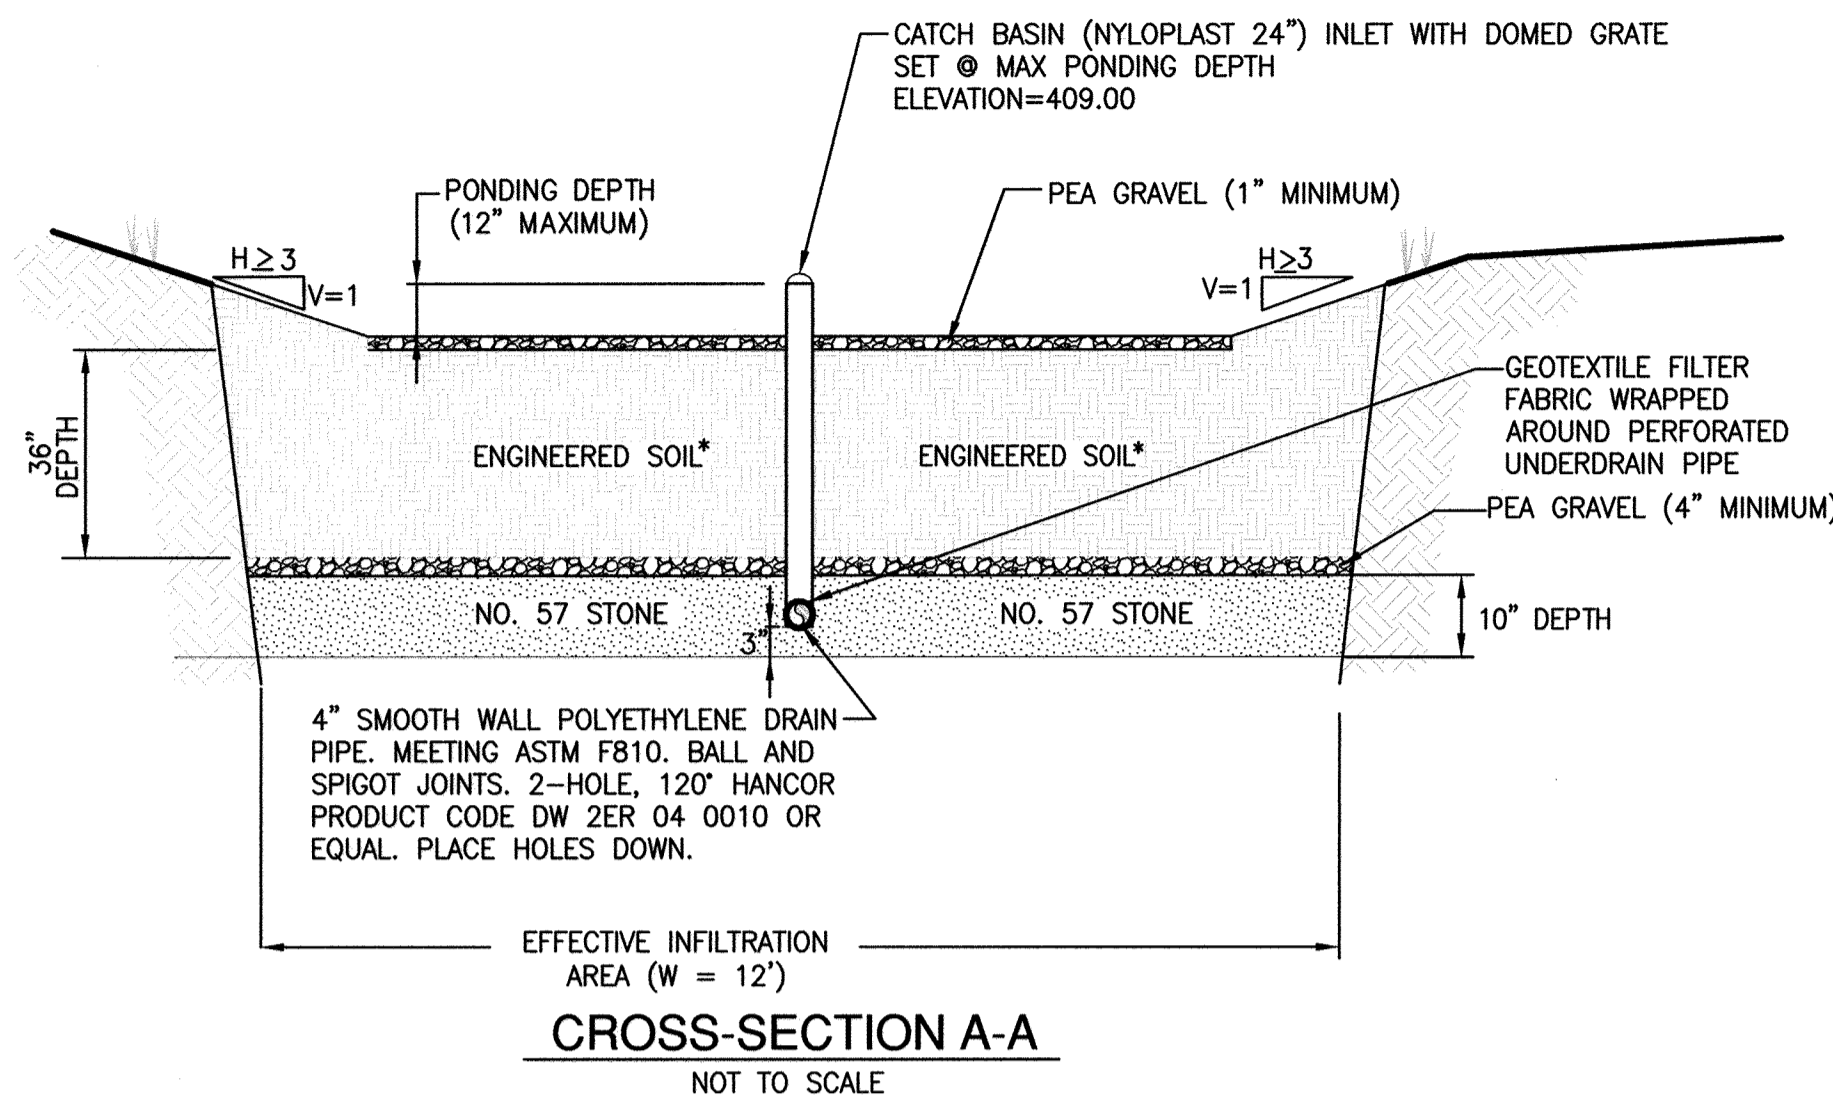 CATCH BASIN (NYLOPLAST 24") INLET WITH DOMED GRATE
SET @ MAX PONDING DEPTH
ELEVATION=409.00
PONDING DEPTH
(12" MAXIMUM)
PEA GRAVEL (1" MINIMUM)
H≥3
V=1
H≥3
V=1
36"
DEPTH
ENGINEERED SOIL*
ENGINEERED SOIL*
GEOTEXTILE FILTER
FABRIC WRAPPED
AROUND PERFORATED
UNDERDRAIN PIPE
PEA GRAVEL (4" MINIMUM)
NO. 57 STONE
NO. 57 STONE
3"
10" DEPTH
4" SMOOTH WALL POLYETHYLENE DRAIN
PIPE. MEETING ASTM F810. BALL AND
SPIGOT JOINTS. 2-HOLE, 120° HANCOR
PRODUCT CODE DW 2ER 04 0010 OR
EQUAL. PLACE HOLES DOWN.
EFFECTIVE INFILTRATION
AREA (W = 12')
CROSS-SECTION A-A
NOT TO SCALE